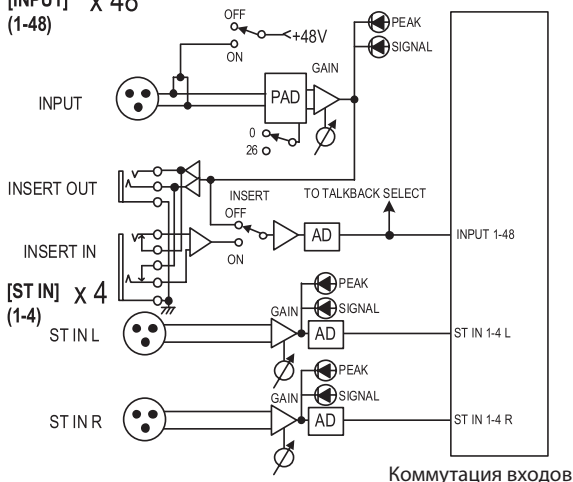 [INPUT] X 48
(1-48)
OFF
+48V
ON
PEAK
SIGNAL
GAIN
INPUT
PAD
0
26
INSERT OUT
INSERT
OFF
TO TALKBACK SELECT
AD
INPUT 1-48
INSERT IN
ON
[ST IN] X 4
(1-4)
PEAK
GAIN
SIGNAL
ST IN L
AD
ST IN 1-4 L
PEAK
GAIN
SIGNAL
ST IN R
AD
ST IN 1-4 R
Коммутация входов